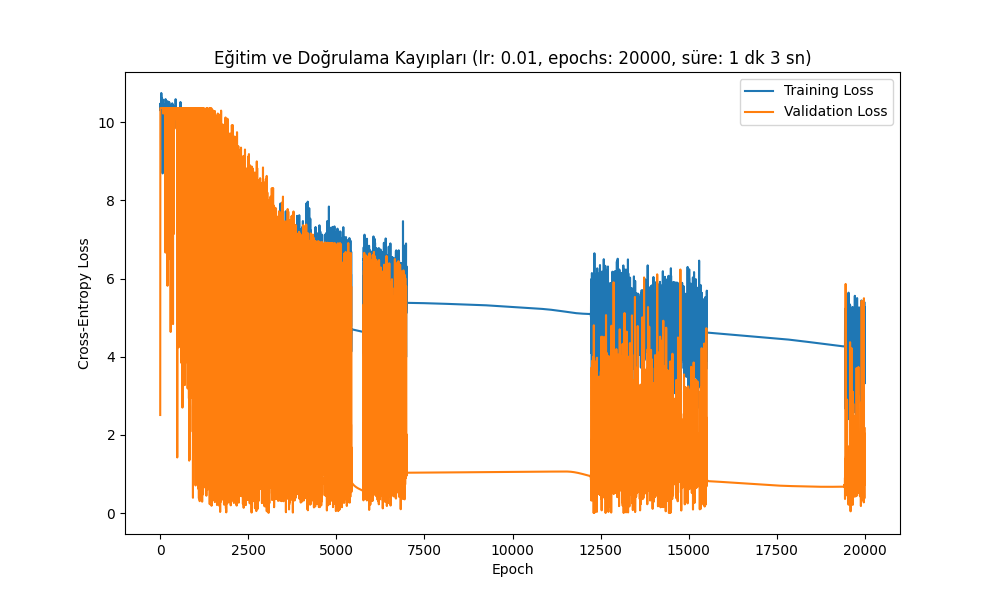 Eğitim ve Doğrulama Kayıpları (lr: 0.01, epochs: 20000, süre: 1 dk 3 sn)
Training Loss
Validation Loss
Cross-Entropy Loss
10
8
6
4
2
0
0 2500 5000 7500 10000 12500 15000 17500 20000
Epoch